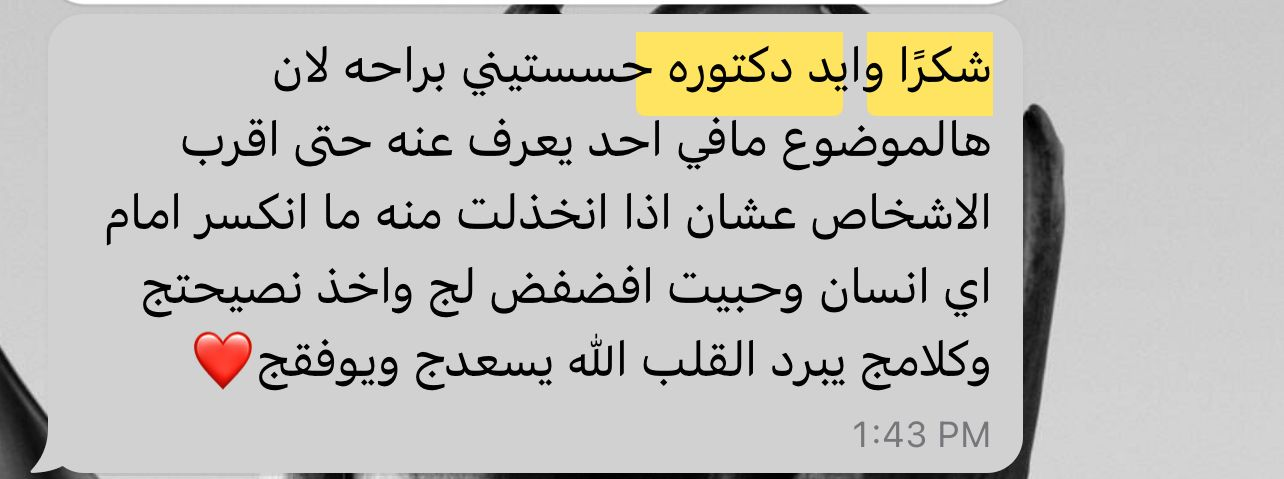 شكرًا وايد دكتوره حسستيني براحه لان
هالموضوع مافي احد يعرف عنه حتى اقرب
الاشخاص عشان اذا انخذلت منه ما انكسر امام
اي انسان وحبيت افضفض لج واخذ نصيحتج
وكلامج يبرد القلب الله يسعدج ويوفقج❤️
1:43 PM